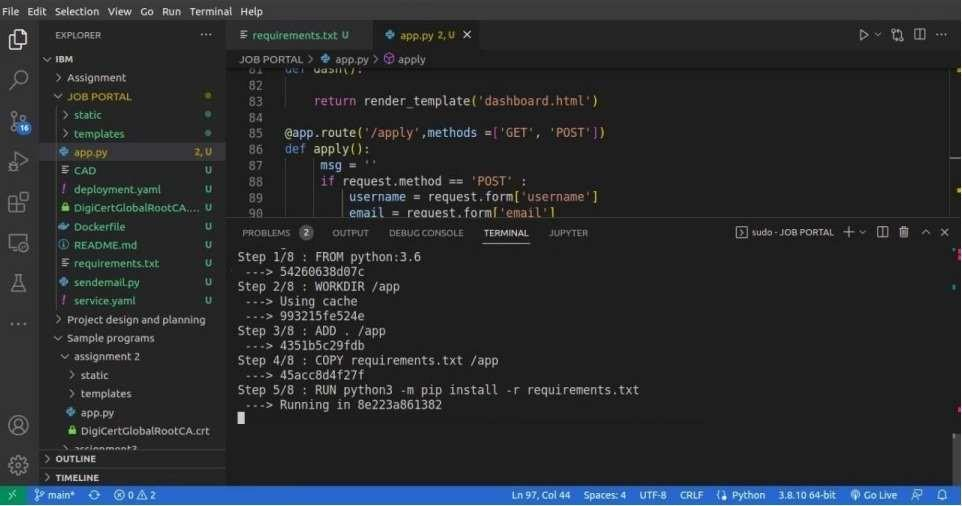 File Edit Selection View Go Run Terminal Help
EXPLORER ...
IBM
Assignment
JOB PORTAL
static
templates
app.py 2, U
CAD U
deployment.yaml U
DigiCertGlobalRootCA.... U
Dockerfile U
README.md U
requirements.txt U
sendemail.py U
service.yaml U
Project design and planning
Sample programs
assignment 2
static
templates
app.py
DigiCertGlobalRootCA.crt
assignment3
OUTLINE
TIMELINE
16
requirements.txt U app.py 2, U
JOB PORTAL > app.py > apply
81 def dash():
82
83 return render_template('dashboard.html')
84
85 @app.route('/apply',methods =['GET', 'POST'])
86 def apply():
87 msg = ''
88 if request.method == 'POST' :
89 username = request.form['username']
90 email = request.form['email']
PROBLEMS 2 OUTPUT DEBUG CONSOLE TERMINAL JUPYTER sudo - JOB PORTAL
Step 1/8 : FROM python:3.6
---> 54260638d07c
Step 2/8 : WORKDIR /app
---> Using cache
---> 993215fe524e
Step 3/8 : ADD . /app
---> 4351b5c29fdb
Step 4/8 : COPY requirements.txt /app
---> 45acc8d4f27f
Step 5/8 : RUN python3 -m pip install -r requirements.txt
---> Running in 8e223a861382
main* 0 2 Ln 97, Col 44 Spaces: 4 UTF-8 CRLF Python 3.8.10 64-bit Go Live